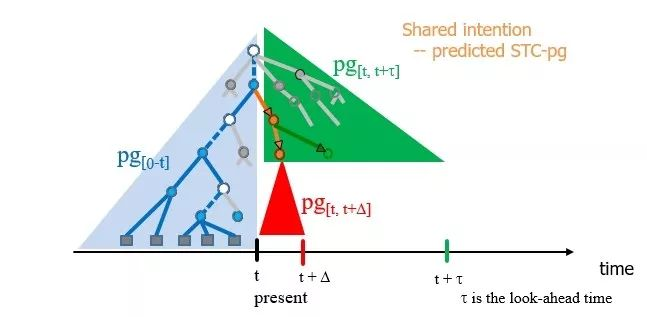 Shared intention
-- predicted STC-pg
pg[t, t+τ]
pg[0-t]
pg[t, t+Δ]
time
t
t + Δ
t + τ
present
τ is the look-ahead time